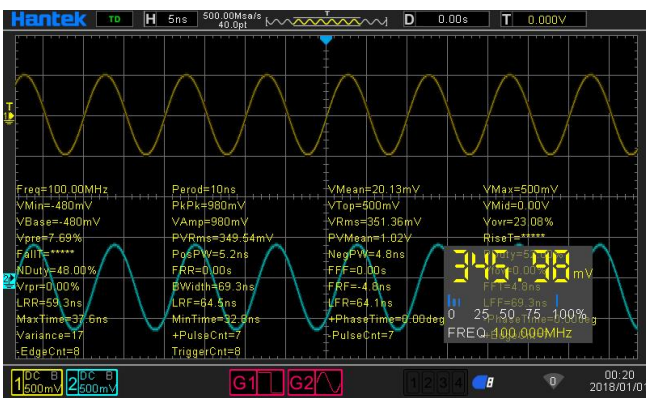 Hantek TD H 5ns 500.00Msa/s 40.0pt T D 0.00s T 0.000V
T
1
Freq=100.00MHz Perod=10ns VMean=20.13mV VMax=500mV
VMin=-480mV PkPk=980mV VTop=500mV VMid=0.00V
VBase=-480mV VAmp=980mV VRms=351.36mV Vovr=23.08%
Vpre=7.69% PVRms=349.54mV PVMean=1.02V RiseT=*****
FallT=***** PosPW=5.2ns NegPW=4.8ns
2 NDuty=48.00% FRR=0.00s FFF=0.00s
Vrpr=0.00% BWidth=69.3ns FRF=-4.8ns
LRR=59.3ns LRF=64.5ns LFR=64.1ns LFF=69.3ns
MaxTime=37.6ns MinTime=32.8ns +PhaseTime=0.00deg
Variance=17 +PulseCnt=7 -PulseCnt=7
-EdgeCnt=8 TriggerCnt=8
345.38 mV
0 25 50 75 100%
FREQ 100.000MHz
1 DC B 500mV 2 DC B 500mV G1 G2 1 2 3 4 0 00:20
2018/01/01